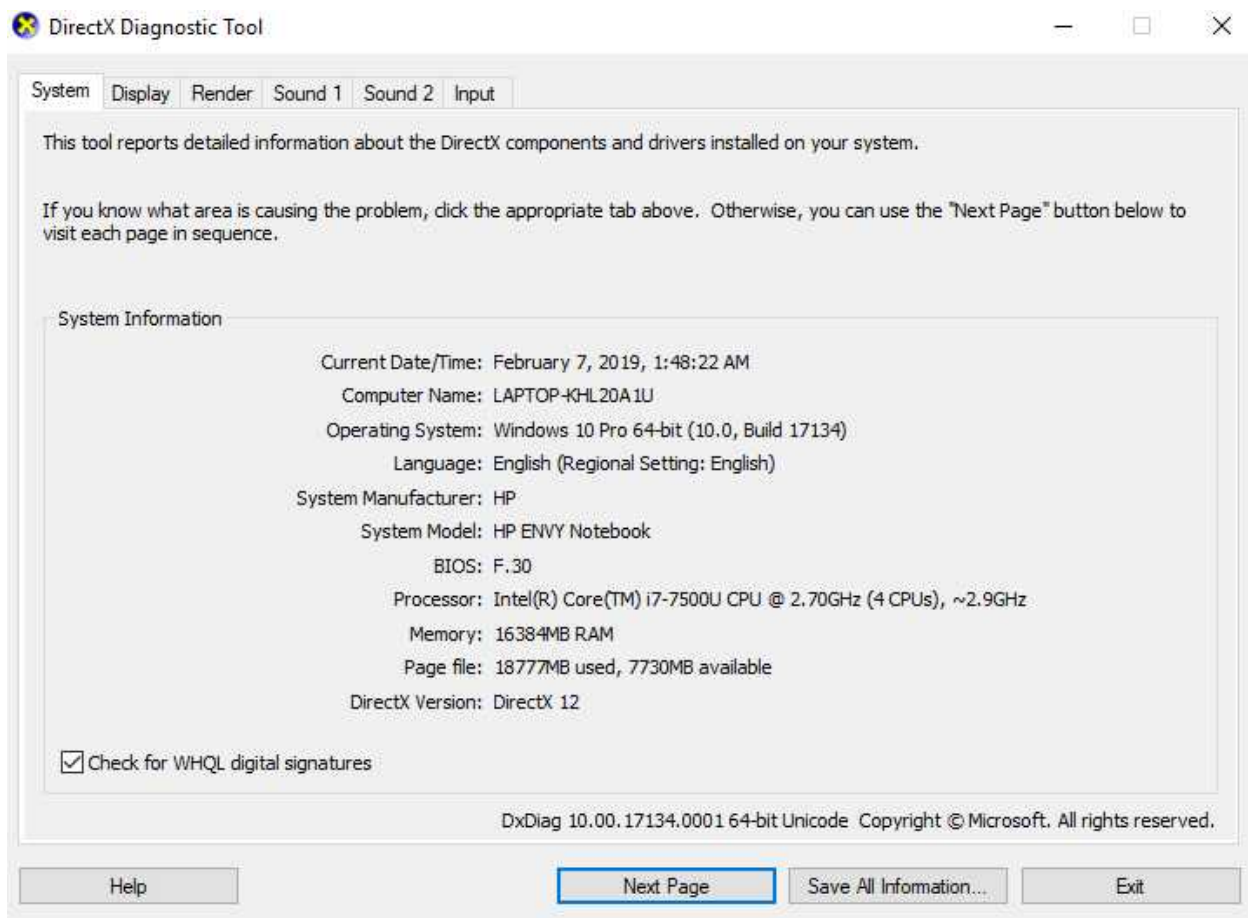 DirectX Diagnostic Tool
System Display Render Sound 1 Sound 2 Input
This tool reports detailed information about the DirectX components and drivers installed on your system.
If you know what area is causing the problem, click the appropriate tab above. Otherwise, you can use the "Next Page" button below to
visit each page in sequence.
System Information
Current Date/Time: February 7, 2019, 1:48:22 AM
Computer Name: LAPTOP-KHL20A1U
Operating System: Windows 10 Pro 64-bit (10.0, Build 17134)
Language: English (Regional Setting: English)
System Manufacturer: HP
System Model: HP ENVY Notebook
BIOS: F.30
Processor: Intel(R) Core(TM) i7-7500U CPU @ 2.70GHz (4 CPUs), ~2.9GHz
Memory: 16384MB RAM
Page file: 18777MB used, 7730MB available
DirectX Version: DirectX 12
Check for WHQL digital signatures
DxDiag 10.00.17134.0001 64-bit Unicode Copyright © Microsoft. All rights reserved.
Help Next Page Save All Information... Exit